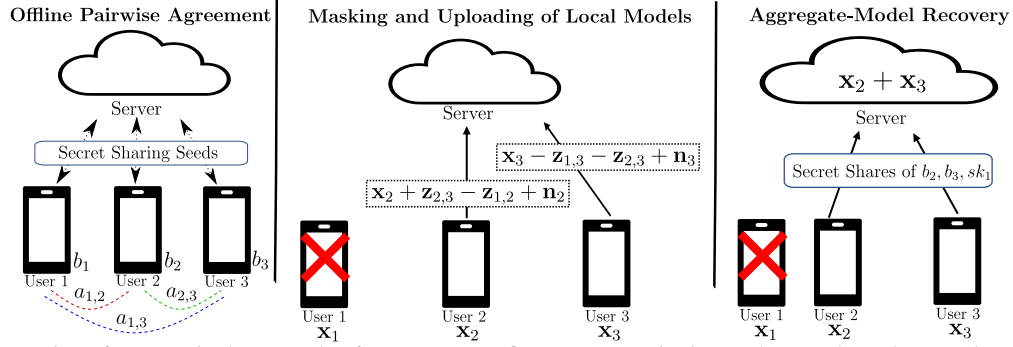 Offline Pairwise Agreement
Server
Secret Sharing Seeds
b₁
b₂
b₃
User 1
User 2
User 3
a₁,₂
a₂,₃
a₁,₃
Masking and Uploading of Local Models
Server
x₃ − z₁,₃ − z₂,₃ + n₃
x₂ + z₂,₃ − z₁,₂ + n₂
User 1
User 2
User 3
x₁
x₂
x₃
Aggregate-Model Recovery
x₂ + x₃
Server
Secret Shares of b₂, b₃, sk₁
User 1
User 2
User 3
x₁
x₂
x₃